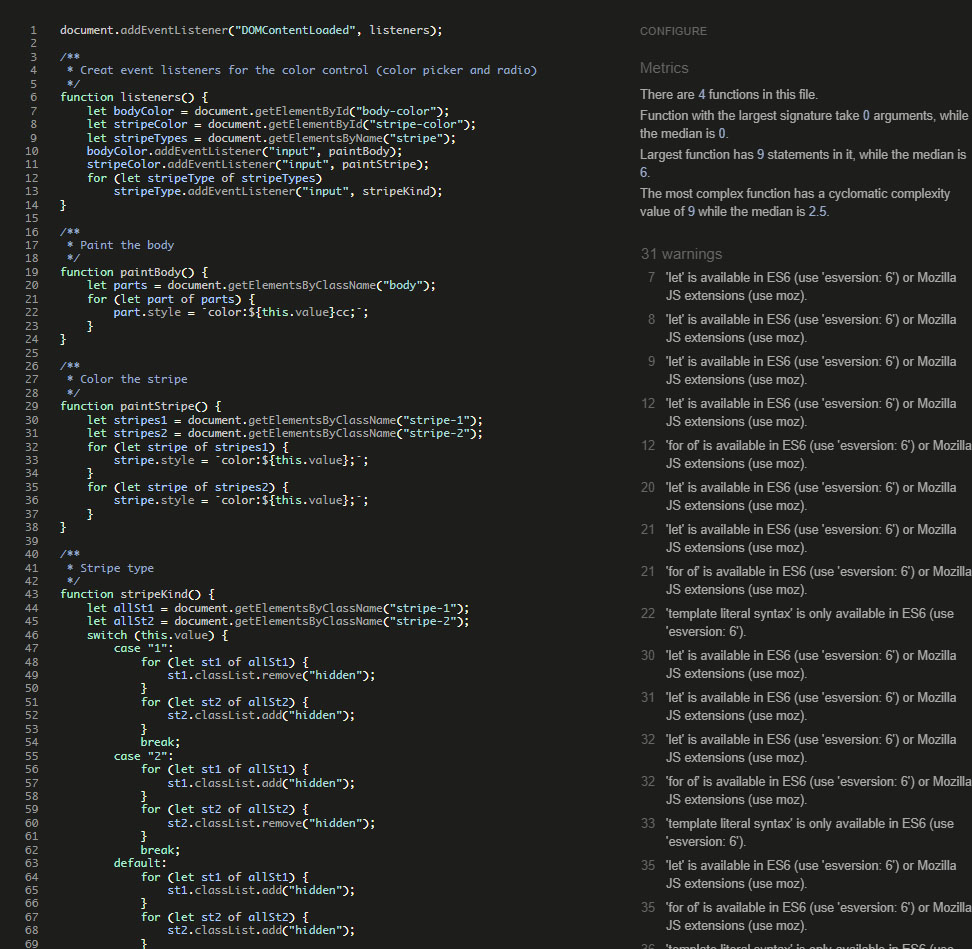 1 document.addEventListener("DOMContentLoaded", listeners);
2
3 /**
4  * Creat event listeners for the color control (color picker and radio)
5  */
6 function listeners() {
7     let bodyColor = document.getElementById("body-color");
8     let stripeColor = document.getElementById("stripe-color");
9     let stripeTypes = document.getElementsByName("stripe");
10     bodyColor.addEventListener("input", paintBody);
11     stripeColor.addEventListener("input", paintStripe);
12     for (let stripeType of stripeTypes)
13         stripeType.addEventListener("input", stripeKind);
14 }
15
16 /**
17  * Paint the body
18  */
19 function paintBody() {
20     let parts = document.getElementsByClassName("body");
21     for (let part of parts) {
22         part.style = `color:${this.value}cc;`;
23     }
24 }
25
26 /**
27  * Color the stripe
28  */
29 function paintStripe() {
30     let stripes1 = document.getElementsByClassName("stripe-1");
31     let stripes2 = document.getElementsByClassName("stripe-2");
32     for (let stripe of stripes1) {
33         stripe.style = `color:${this.value};`;
34     }
35     for (let stripe of stripes2) {
36         stripe.style = `color:${this.value};`;
37     }
38 }
39
40 /**
41  * Stripe type
42  */
43 function stripeKind() {
44     let allSt1 = document.getElementsByClassName("stripe-1");
45     let allSt2 = document.getElementsByClassName("stripe-2");
46     switch (this.value) {
47         case "1":
48             for (let st1 of allSt1) {
49                 st1.classList.remove("hidden");
50             }
51             for (let st2 of allSt2) {
52                 st2.classList.add("hidden");
53             }
54             break;
55         case "2":
56             for (let st1 of allSt1) {
57                 st1.classList.add("hidden");
58             }
59             for (let st2 of allSt2) {
60                 st2.classList.remove("hidden");
61             }
62             break;
63         default:
64             for (let st1 of allSt1) {
65                 st1.classList.add("hidden");
66             }
67             for (let st2 of allSt2) {
68                 st2.classList.add("hidden");
69             }
CONFIGURE
Metrics
There are 4 functions in this file.
Function with the largest signature take 0 arguments, while
the median is 0.
Largest function has 9 statements in it, while the median is
6.
The most complex function has a cyclomatic complexity
value of 9 while the median is 2.5.
31 warnings
7 'let' is available in ES6 (use 'esversion: 6') or Mozilla
JS extensions (use moz).
8 'let' is available in ES6 (use 'esversion: 6') or Mozilla
JS extensions (use moz).
9 'let' is available in ES6 (use 'esversion: 6') or Mozilla
JS extensions (use moz).
12 'let' is available in ES6 (use 'esversion: 6') or Mozilla
JS extensions (use moz).
12 'for of' is available in ES6 (use 'esversion: 6') or Mozilla
JS extensions (use moz).
20 'let' is available in ES6 (use 'esversion: 6') or Mozilla
JS extensions (use moz).
21 'let' is available in ES6 (use 'esversion: 6') or Mozilla
JS extensions (use moz).
21 'for of' is available in ES6 (use 'esversion: 6') or Mozilla
JS extensions (use moz).
22 'template literal syntax' is only available in ES6 (use
'esversion: 6').
30 'let' is available in ES6 (use 'esversion: 6') or Mozilla
JS extensions (use moz).
31 'let' is available in ES6 (use 'esversion: 6') or Mozilla
JS extensions (use moz).
32 'let' is available in ES6 (use 'esversion: 6') or Mozilla
JS extensions (use moz).
32 'for of' is available in ES6 (use 'esversion: 6') or Mozilla
JS extensions (use moz).
33 'template literal syntax' is only available in ES6 (use
'esversion: 6').
35 'let' is available in ES6 (use 'esversion: 6') or Mozilla
JS extensions (use moz).
35 'for of' is available in ES6 (use 'esversion: 6') or Mozilla
JS extensions (use moz).
36 'template literal syntax' is only available in ES6 (use